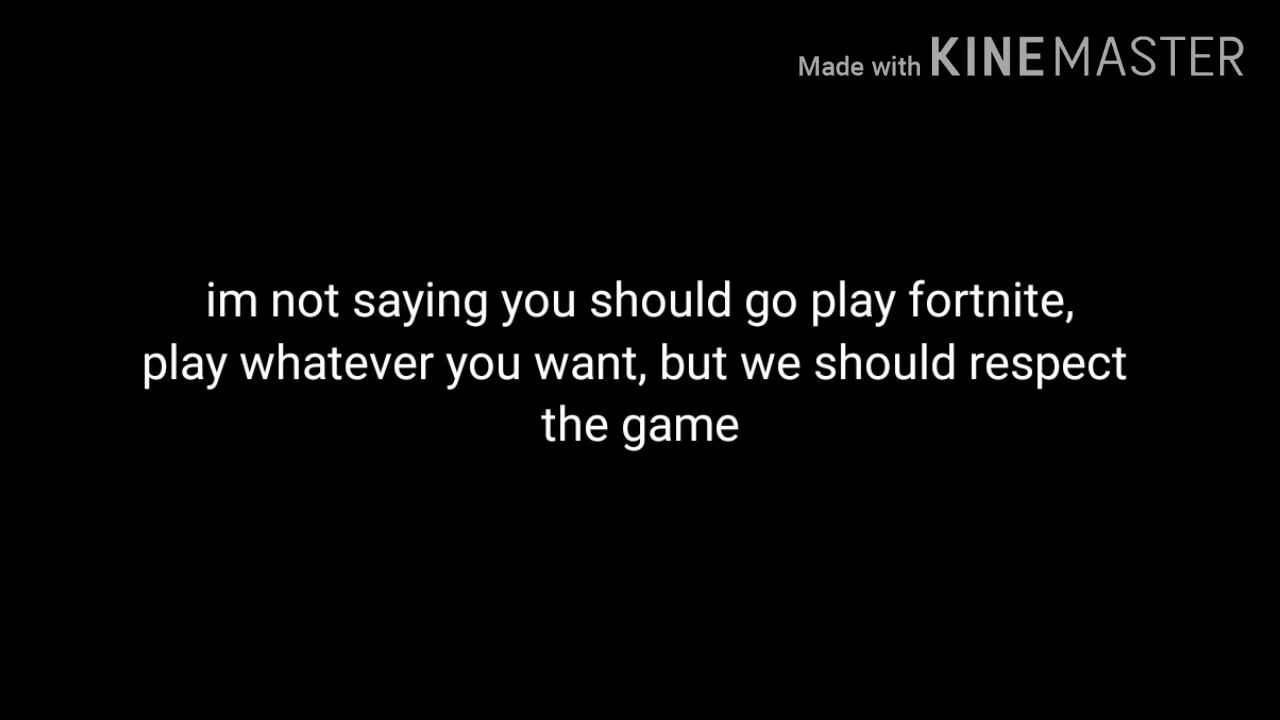 Made with KINEMASTER
im not saying you should go play fortnite,
play whatever you want, but we should respect
the game